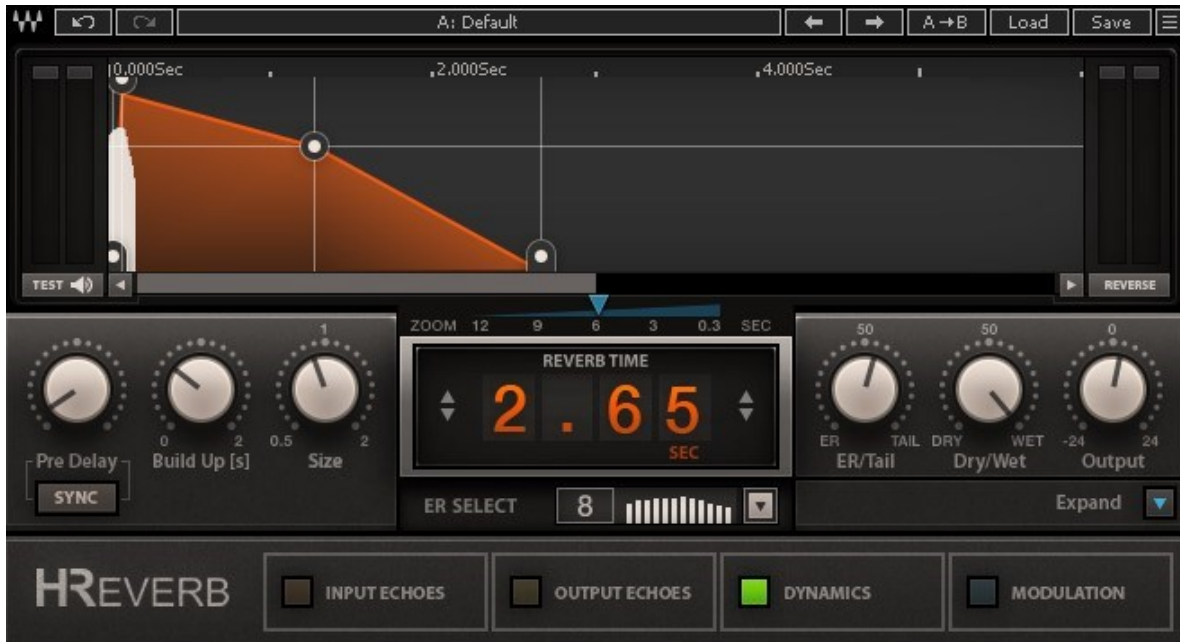 A: Default
A→B
Load
Save
0.000Sec
2.000Sec
4.000Sec
TEST
REVERSE
ZOOM 12 9 6 3 0.3 SEC
REVERB TIME
2.65
SEC
ER SELECT 8
1
0 2
0.5 2
Pre Delay
Build Up [s]
Size
SYNC
50
50
0
ER TAIL
DRY WET
-24 24
ER/Tail
Dry/Wet
Output
Expand
HREVERB
INPUT ECHOES
OUTPUT ECHOES
DYNAMICS
MODULATION